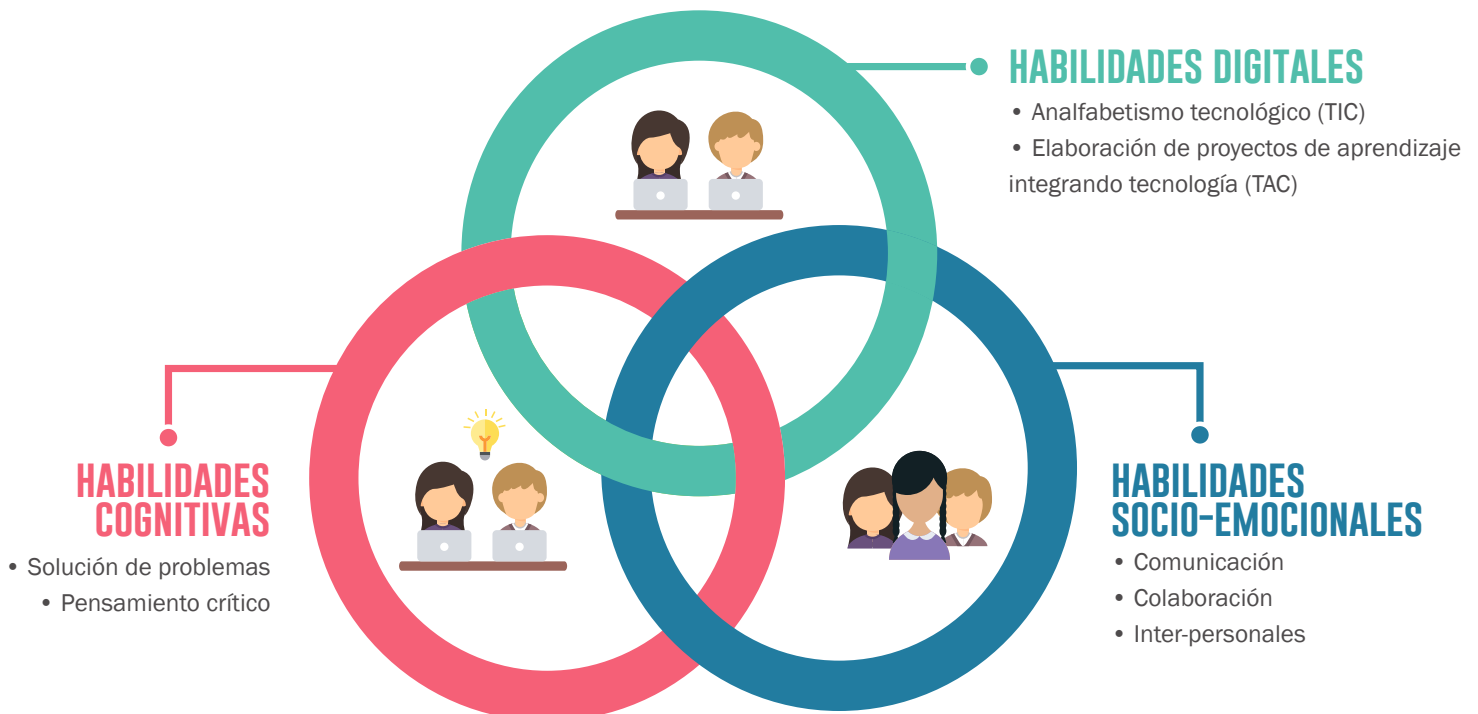 HABILIDADES DIGITALES
• Analfabetismo tecnológico (TIC)
• Elaboración de proyectos de aprendizaje
integrando tecnología (TAC)
HABILIDADES
COGNITIVAS
• Solución de problemas
• Pensamiento crítico
HABILIDADES
SOCIO-EMOCIONALES
• Comunicación
• Colaboración
• Inter-personales